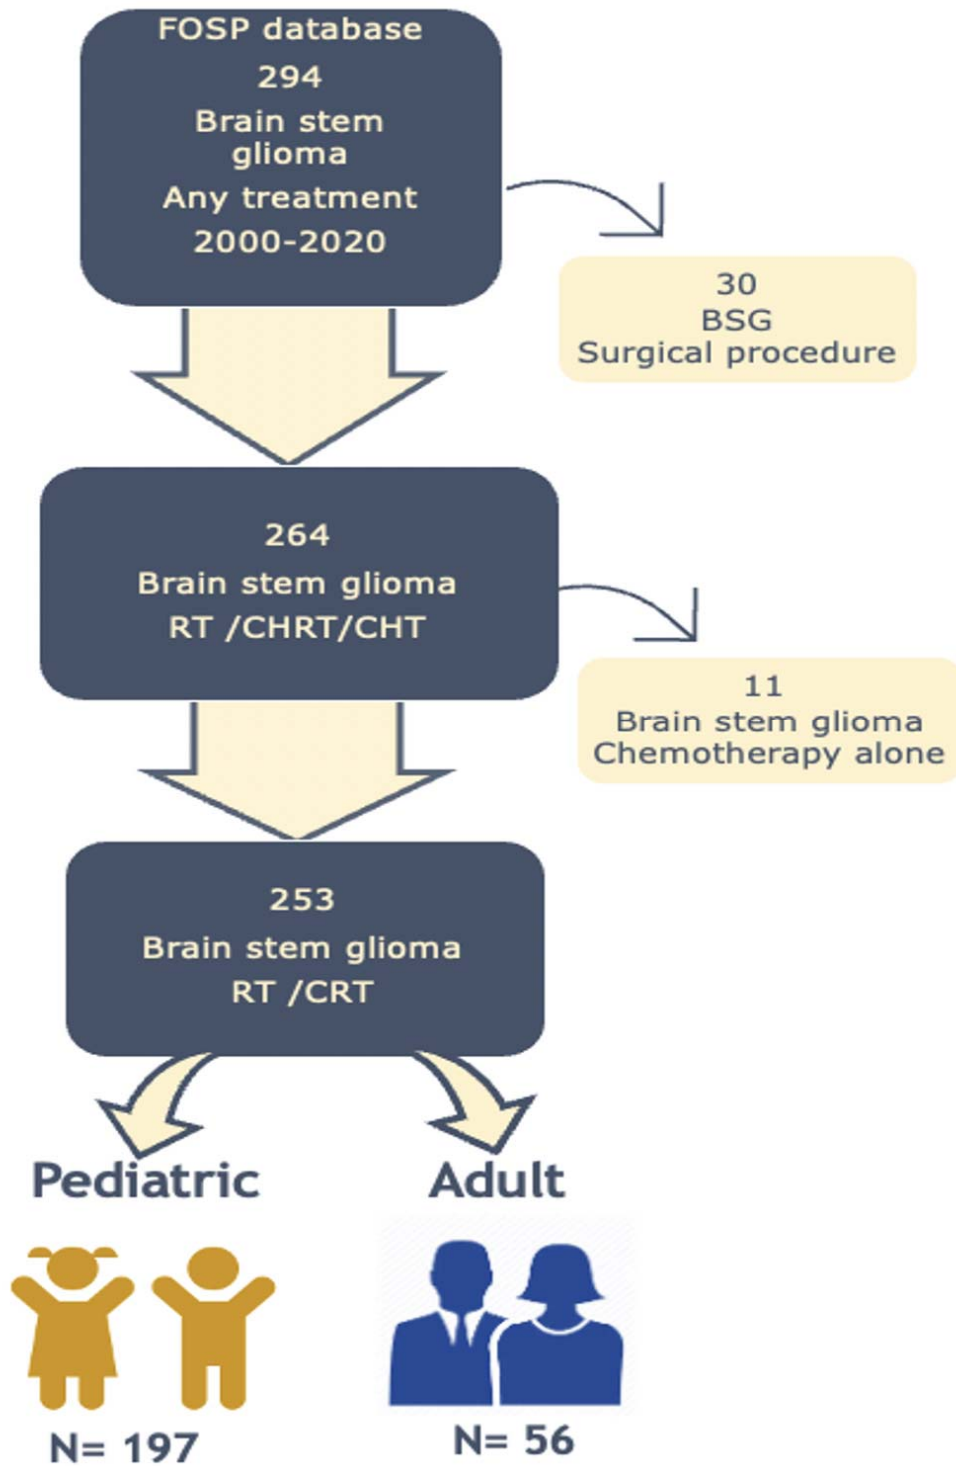 FOSP database
294
Brain stem
glioma
Any treatment
2000-2020
30
BSG
Surgical procedure
264
Brain stem glioma
RT /CHRT/CHT
11
Brain stem glioma
Chemotherapy alone
253
Brain stem glioma
RT /CRT
Pediatric
Adult
N= 197
N= 56